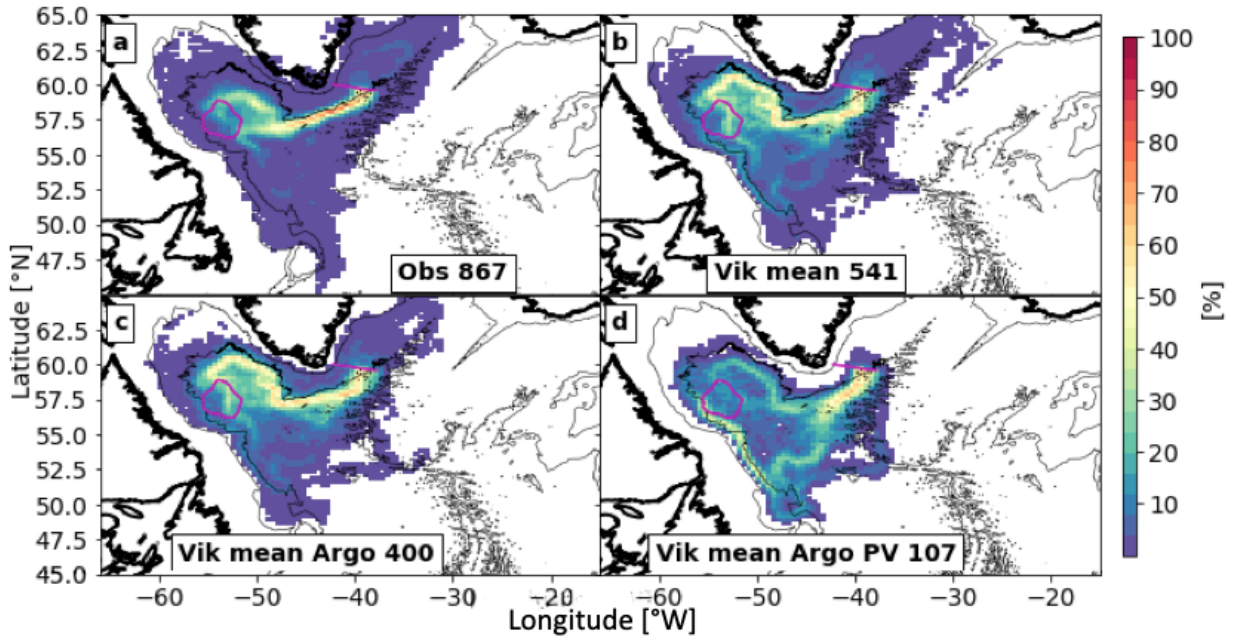 65.0
62.5
60.0
57.5
55.0
52.5
50.0
47.5
a
Obs 867
b
Vik mean 541
62.5
60.0
57.5
55.0
52.5
50.0
47.5
45.0
c
Vik mean Argo 400
d
Vik mean Argo PV 107
−60 −50 −40 −30 −20 −60 −50 −40 −30 −20
Latitude [°N]
Longitude [°W]
100
90
80
70
60
50
40
30
20
10
[%]